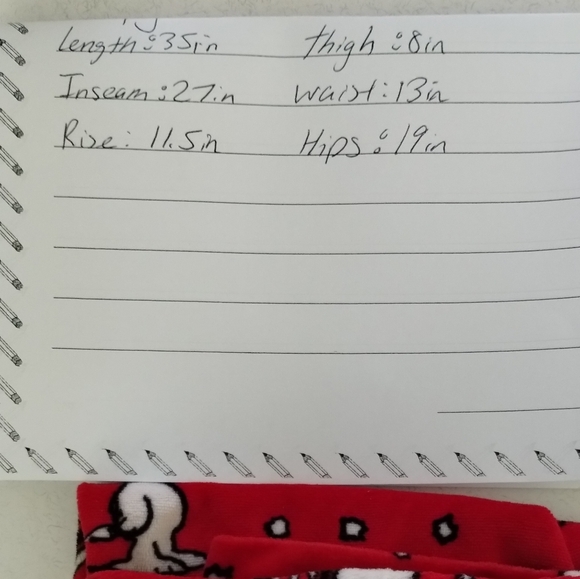 Length: 35in thigh: 8in
Inseam: 27in waist: 13in
Rise: 11.5in Hips: 19in